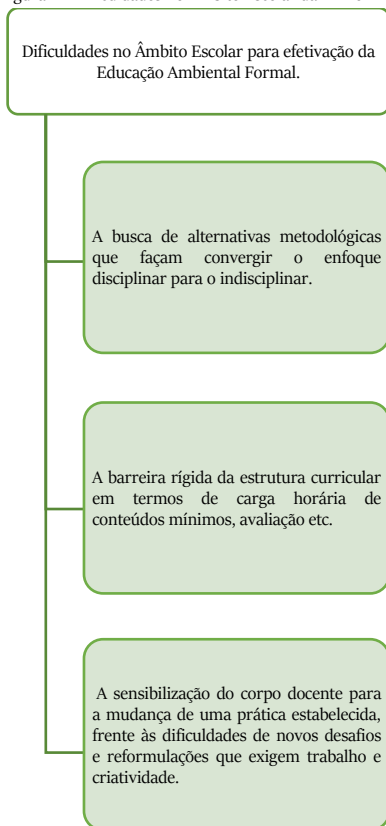 Dificuldades no Âmbito Escolar para efetivação da
Educação Ambiental Formal.
A busca de alternativas metodológicas
que façam convergir o enfoque
disciplinar para o indisciplinar.
A barreira rígida da estrutura curricular
em termos de carga horária de
conteúdos mínimos, avaliação etc.
A sensibilização do corpo docente para
a mudança de uma prática estabelecida,
frente às dificuldades de novos desafios
e reformulações que exigem trabalho e
criatividade.